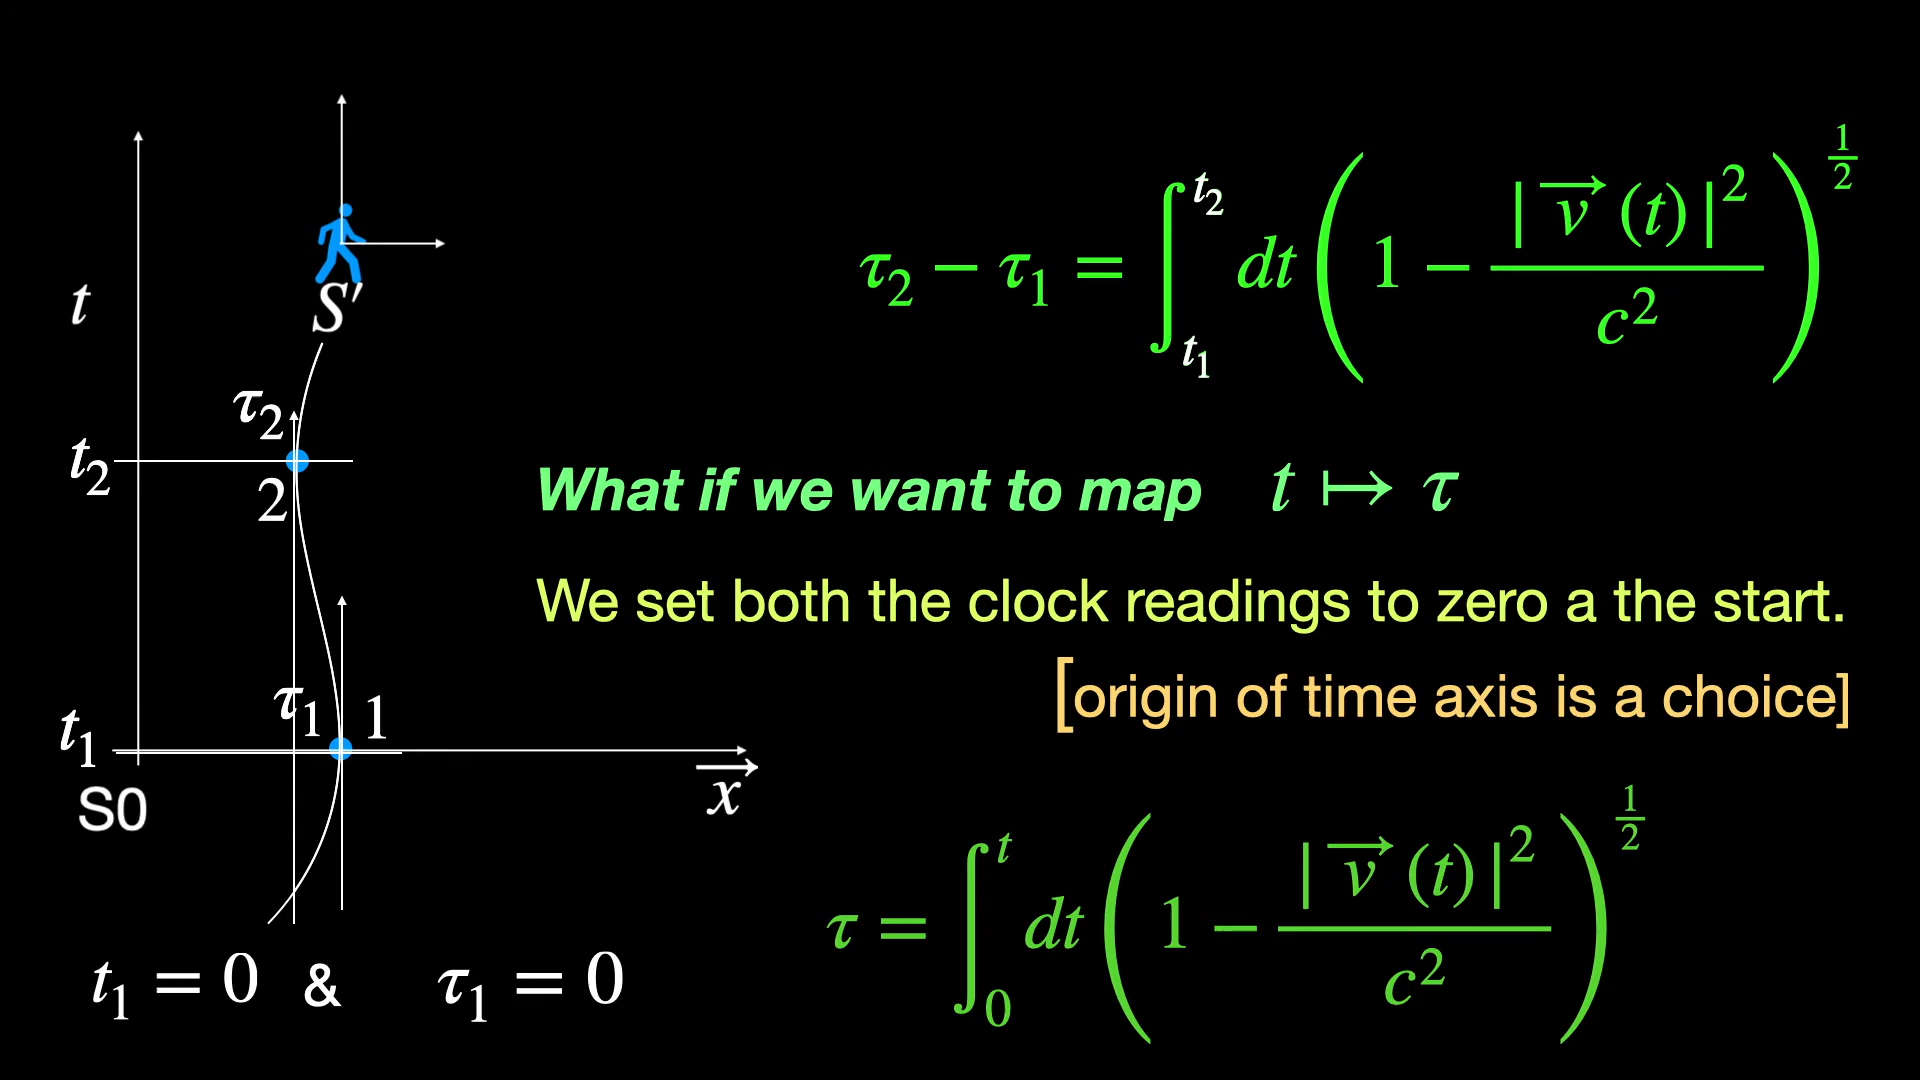 t
S′
τ₂
t₂
2
τ₁ 1
t₁
S0
x⃗
t₁ = 0 & τ₁ = 0
τ₂ − τ₁ = ∫_{t₁}^{t₂} dt (1 − |v⃗(t)|²/c²)^{1/2}
What if we want to map t ↦ τ
We set both the clock readings to zero a the start.
[origin of time axis is a choice]
τ = ∫_{0}^{t} dt (1 − |v⃗(t)|²/c²)^{1/2}